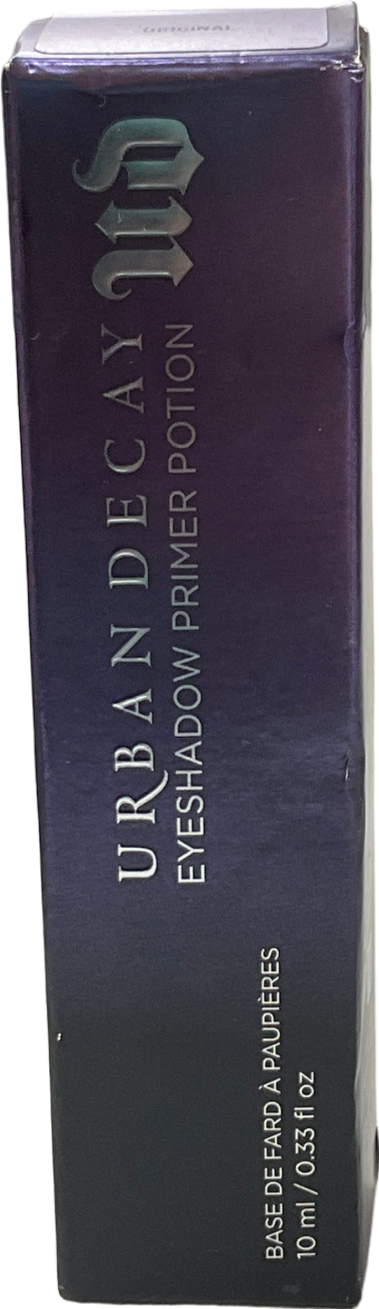 ORIGINAL
UD
URBAN DECAY
EYESHADOW PRIMER POTION
BASE DE FARD À PAUPIÈRES
10 ml / 0.33 fl oz